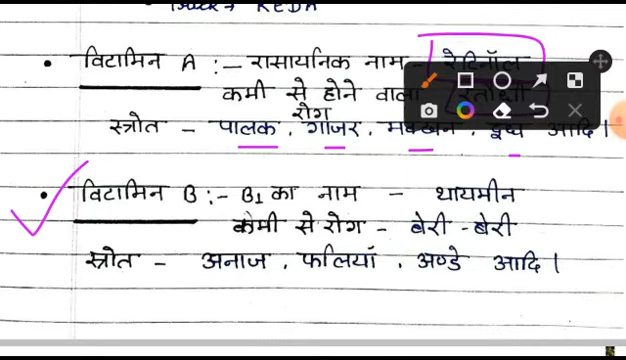 • विटामिन A :- रासायनिक नाम - रेटिनॉल
कमी से होने वाला रोग
स्त्रोत - पालक, गाजर, मक्खन, दूध आदि।
• विटामिन B :- B1 का नाम - थायमीन
कमी से रोग - बेरी-बेरी
स्त्रोत - अनाज, फलियाँ, अण्डे आदि।